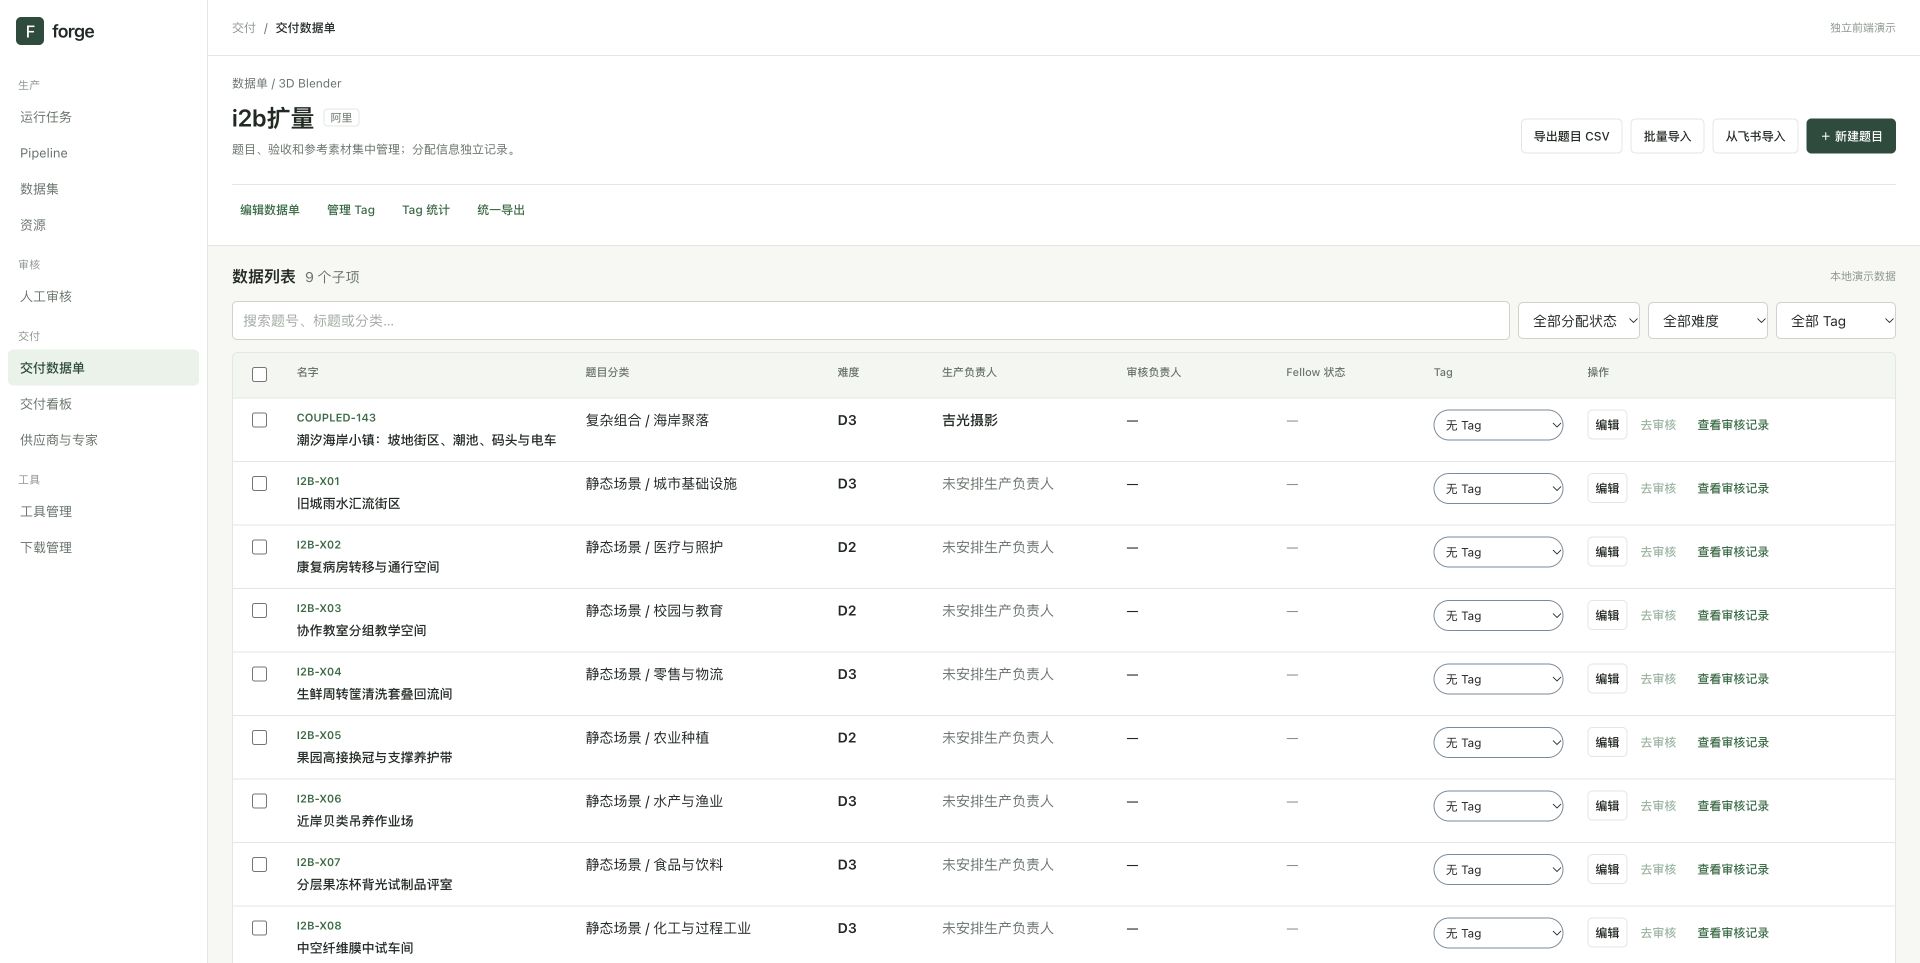 F forge
生产
运行任务
Pipeline
数据集
资源
审核
人工审核
交付
交付数据单
交付看板
供应商与专家
工具
工具管理
下载管理
交付 / 交付数据单
独立前端演示
数据单 / 3D Blender
i2b扩量 阿里
题目、验收和参考素材集中管理；分配信息独立记录。
导出题目 CSV 批量导入 从飞书导入 + 新建题目
编辑数据单 管理 Tag Tag 统计 统一导出
数据列表 9 个子项
本地演示数据
搜索题号、标题或分类... 全部分配状态 全部难度 全部 Tag
名字 题目分类 难度 生产负责人 审核负责人 Fellow 状态 Tag 操作
COUPLED-143
潮汐海岸小镇：坡地街区、潮池、码头与电车
复杂组合 / 海岸聚落 D3 吉光摄影 — — 无 Tag 编辑 去审核 查看审核记录
I2B-X01
旧城雨水汇流街区
静态场景 / 城市基础设施 D3 未安排生产负责人 — — 无 Tag 编辑 去审核 查看审核记录
I2B-X02
康复病房转移与通行空间
静态场景 / 医疗与照护 D2 未安排生产负责人 — — 无 Tag 编辑 去审核 查看审核记录
I2B-X03
协作教室分组教学空间
静态场景 / 校园与教育 D2 未安排生产负责人 — — 无 Tag 编辑 去审核 查看审核记录
I2B-X04
生鲜周转筐清洗套叠回流间
静态场景 / 零售与物流 D3 未安排生产负责人 — — 无 Tag 编辑 去审核 查看审核记录
I2B-X05
果园高接换冠与支撑养护带
静态场景 / 农业种植 D2 未安排生产负责人 — — 无 Tag 编辑 去审核 查看审核记录
I2B-X06
近岸贝类吊养作业场
静态场景 / 水产与渔业 D3 未安排生产负责人 — — 无 Tag 编辑 去审核 查看审核记录
I2B-X07
分层果冻杯背光试制品评室
静态场景 / 食品与饮料 D3 未安排生产负责人 — — 无 Tag 编辑 去审核 查看审核记录
I2B-X08
中空纤维膜中试车间
静态场景 / 化工与过程工业 D3 未安排生产负责人 — — 无 Tag 编辑 去审核 查看审核记录